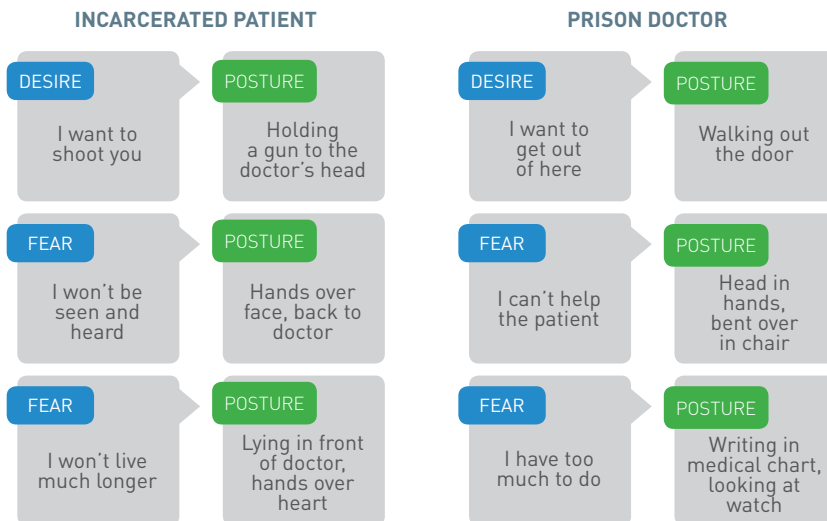 INCARCERATED PATIENT
DESIRE
I want to
shoot you
POSTURE
Holding
a gun to the
doctor's head
FEAR
I won't be
seen and
heard
POSTURE
Hands over
face, back to
doctor
FEAR
I won't live
much longer
POSTURE
Lying in front
of doctor,
hands over
heart
PRISON DOCTOR
DESIRE
I want to
get out
of here
POSTURE
Walking out
the door
FEAR
I can't help
the patient
POSTURE
Head in
hands,
bent over
in chair
FEAR
I have too
much to do
POSTURE
Writing in
medical chart,
looking at
watch